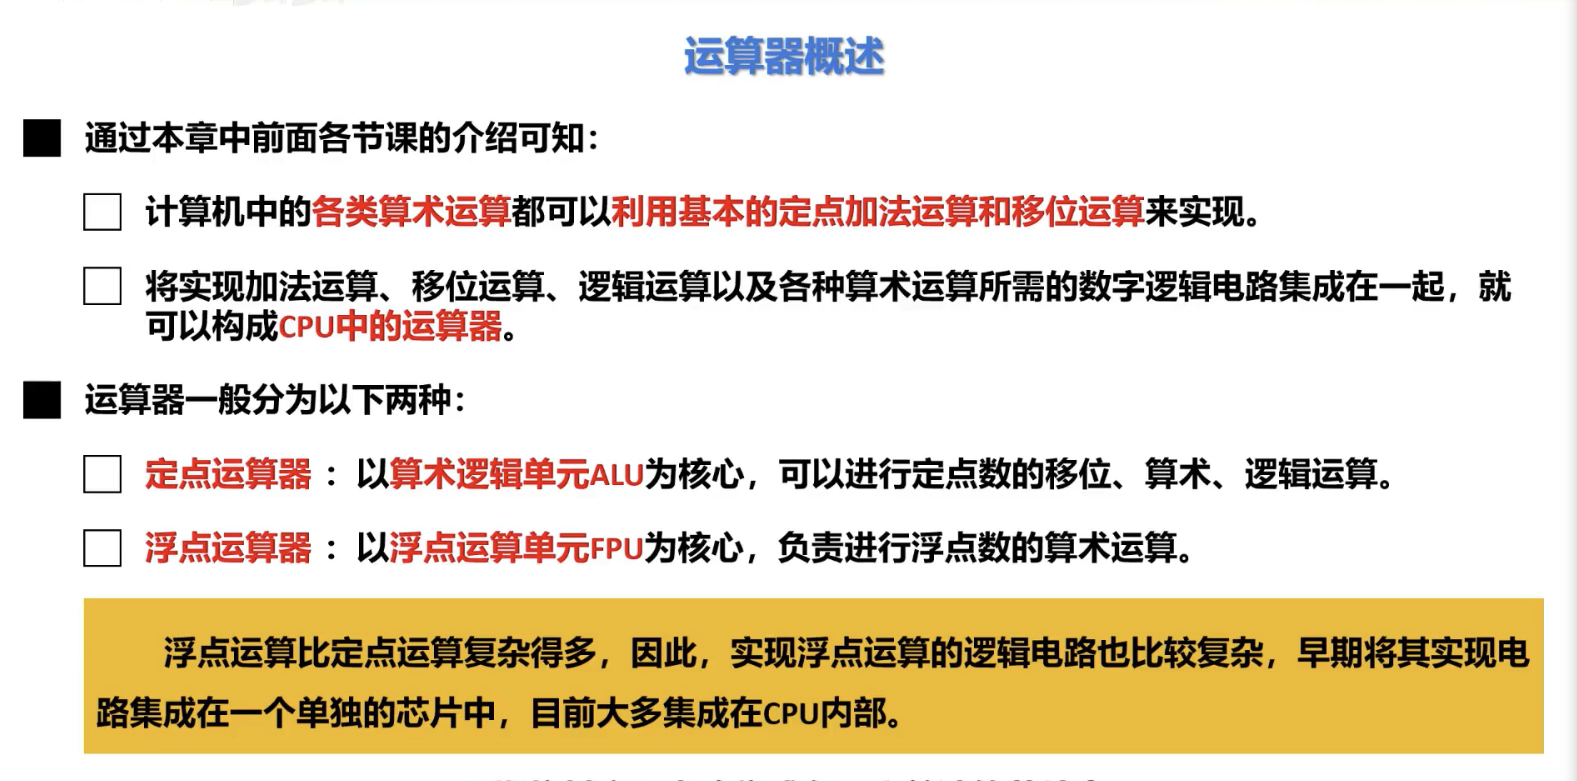 运算器概述
通过本章中前面各节课的介绍可知：
计算机中的各类算术运算都可以利用基本的定点加法运算和移位运算来实现。
将实现加法运算、移位运算、逻辑运算以及各种算术运算所需的数字逻辑电路集成在一起，就
可以构成CPU中的运算器。
运算器一般分为以下两种：
定点运算器 ：以算术逻辑单元ALU为核心，可以进行定点数的移位、算术、逻辑运算。
浮点运算器 ：以浮点运算单元FPU为核心，负责进行浮点数的算术运算。
浮点运算比定点运算复杂得多，因此，实现浮点运算的逻辑电路也比较复杂，早期将其实现电
路集成在一个单独的芯片中，目前大多集成在CPU内部。